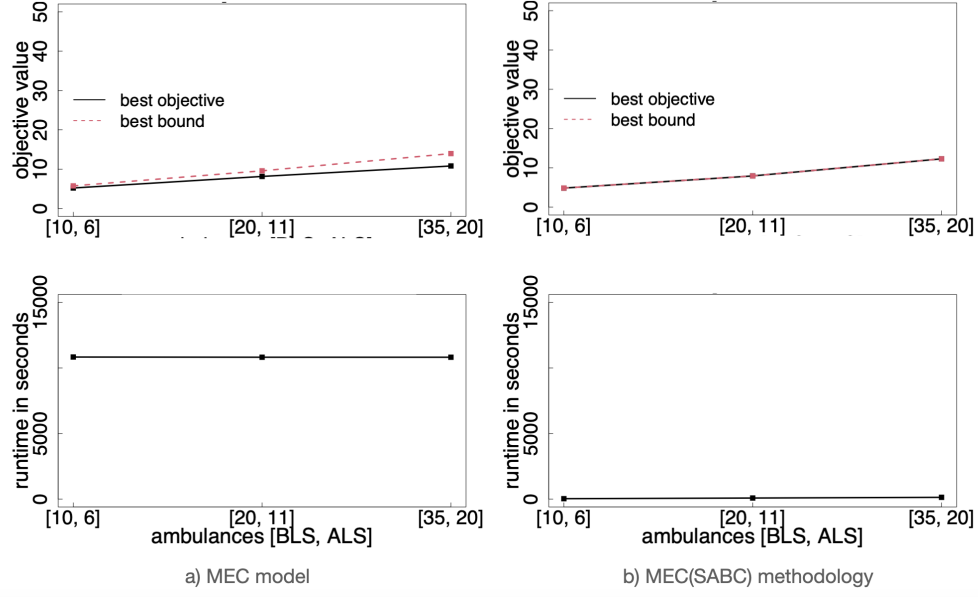 objective value
50
40
30
20
10
0
best objective
best bound
[10, 6]
[20, 11]
[35, 20]
objective value
50
40
30
20
10
0
best objective
best bound
[10, 6]
[20, 11]
[35, 20]
runtime in seconds
15000
5000
0
[10, 6]
[20, 11]
[35, 20]
ambulances [BLS, ALS]
a) MEC model
runtime in seconds
15000
5000
0
[10, 6]
[20, 11]
[35, 20]
ambulances [BLS, ALS]
b) MEC(SABC) methodology